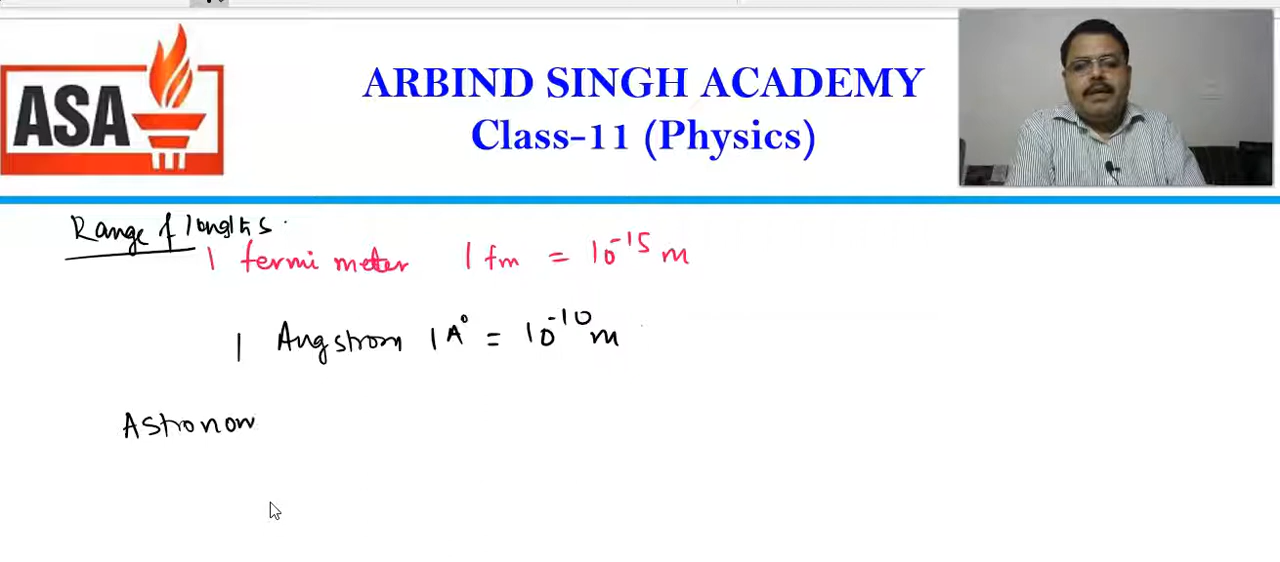 ASA
ARBIND SINGH ACADEMY
Class-11 (Physics)
Range of lengths.
1 fermi meter 1 fm = 10⁻¹⁵ m
1 Angstrom 1 A° = 10⁻¹⁰ m
Astronom